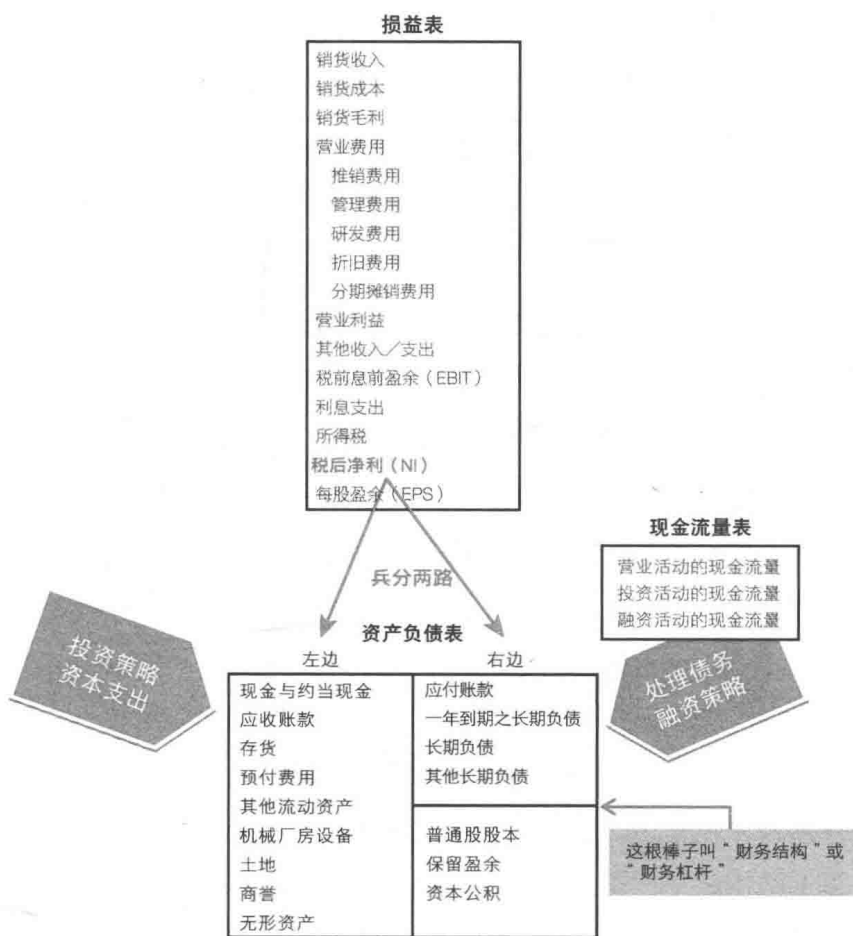 损益表
销货收入
销货成本
销货毛利
营业费用
推销费用
管理费用
研发费用
折旧费用
分期摊销费用
营业利益
其他收入／支出
税前息前盈余（EBIT）
利息支出
所得税
税后净利（NI）
每股盈余（EPS）
兵分两路
现金流量表
营业活动的现金流量
投资活动的现金流量
融资活动的现金流量
投资策略
资本支出
资产负债表
左边
右边
现金与约当现金
应收账款
存货
预付费用
其他流动资产
机械厂房设备
土地
商誉
无形资产
应付账款
一年到期之长期负债
长期负债
其他长期负债
普通股股本
保留盈余
资本公积
处理债务
融资策略
这根棒子叫“财务结构”或
“财务杠杆”